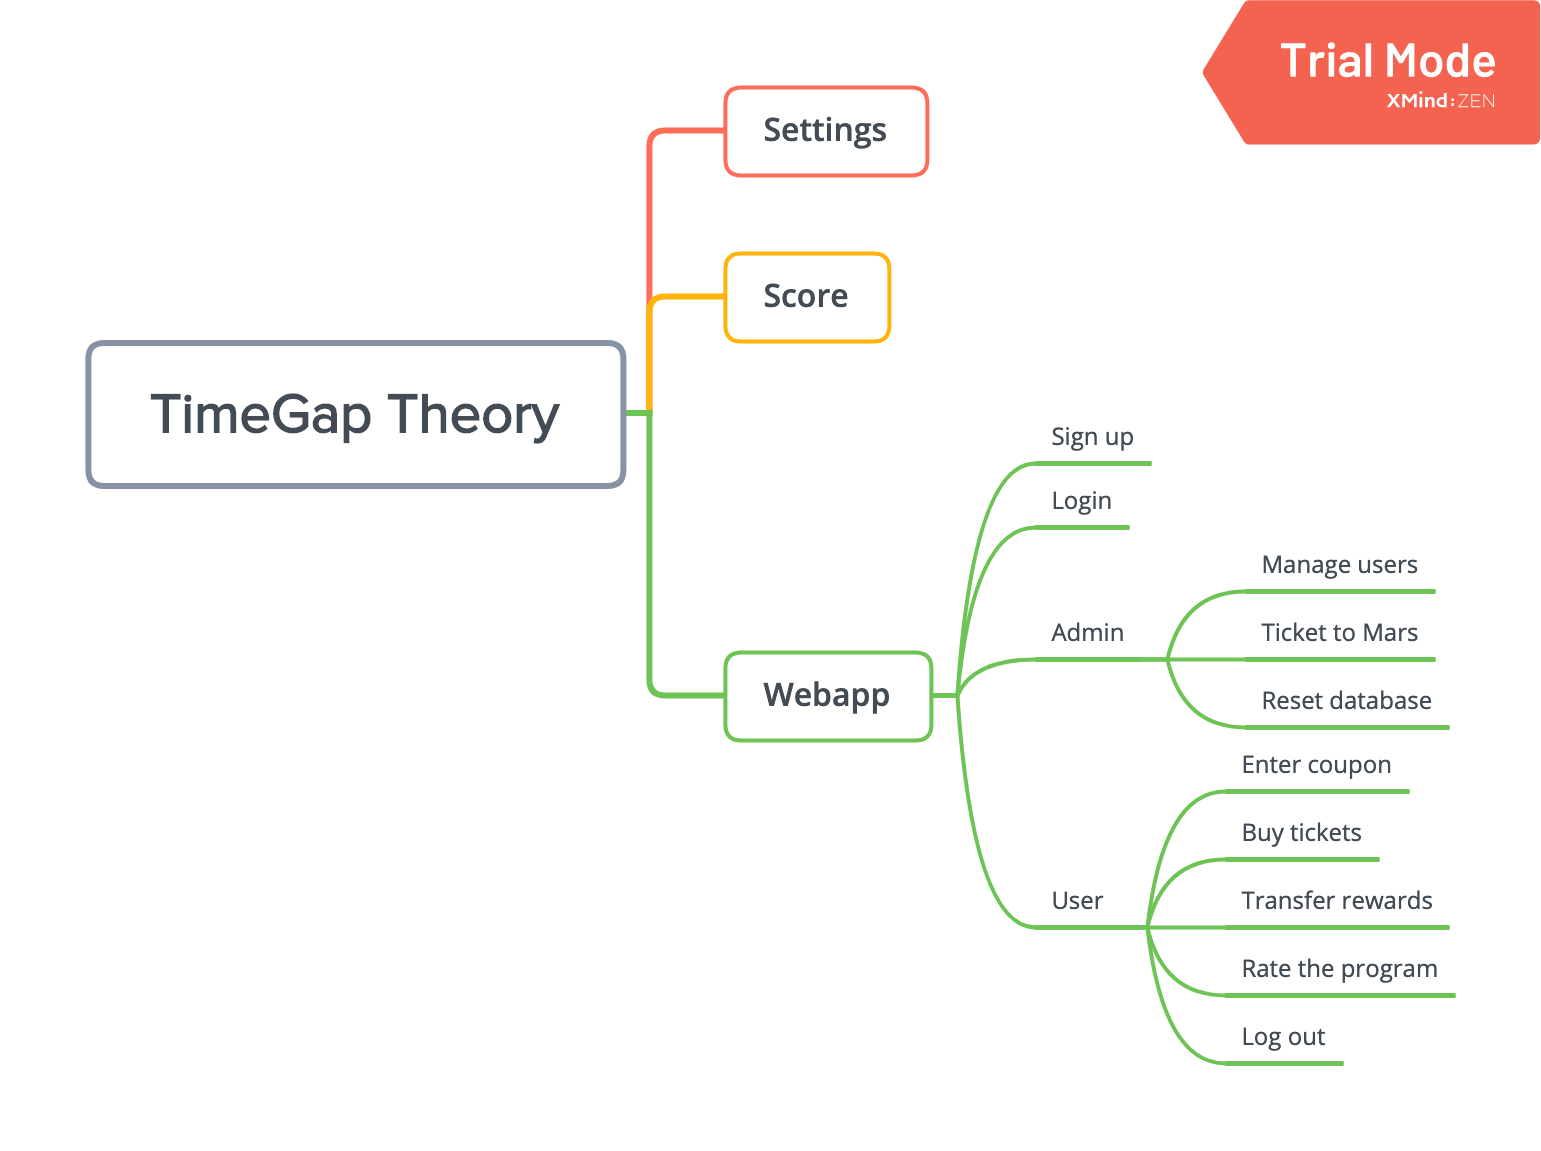 Trial Mode
XMind:ZEN
Settings
Score
TimeGap Theory
Sign up
Login
Manage users
Admin
Ticket to Mars
Webapp
Reset database
Enter coupon
Buy tickets
User
Transfer rewards
Rate the program
Log out